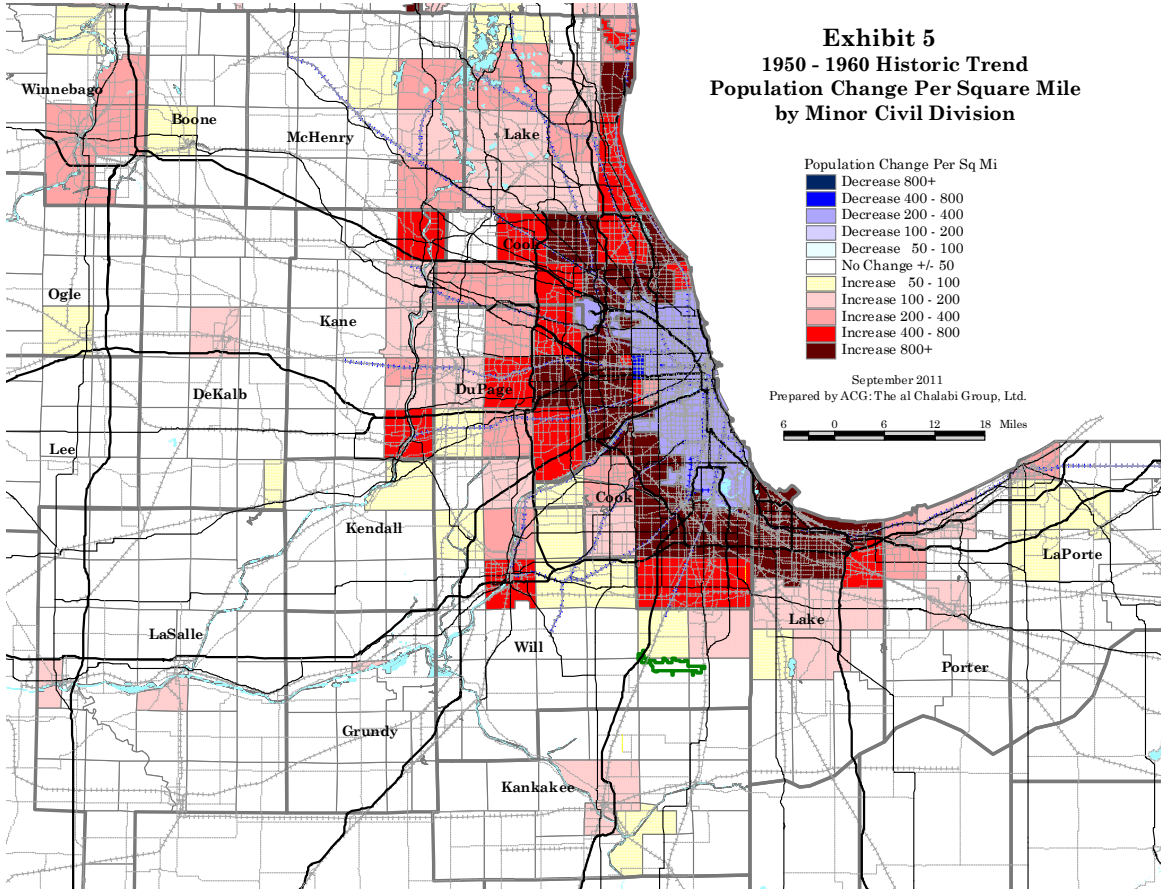 Exhibit 5
1950 - 1960 Historic Trend
Population Change Per Square Mile
by Minor Civil Division
Population Change Per Sq Mi
Decrease 800+
Decrease 400 - 800
Decrease 200 - 400
Decrease 100 - 200
Decrease 50 - 100
No Change +/- 50
Increase 50 - 100
Increase 100 - 200
Increase 200 - 400
Increase 400 - 800
Increase 800+
September 2011
Prepared by ACG: The al Chalabi Group, Ltd.
6 0 6 12 18 Miles
Winnebago
Boone
McHenry
Lake
Cook
Ogle
Kane
DeKalb
DuPage
Lee
Cook
Kendall
LaPorte
LaSalle
Lake
Will
Porter
Grundy
Kankakee